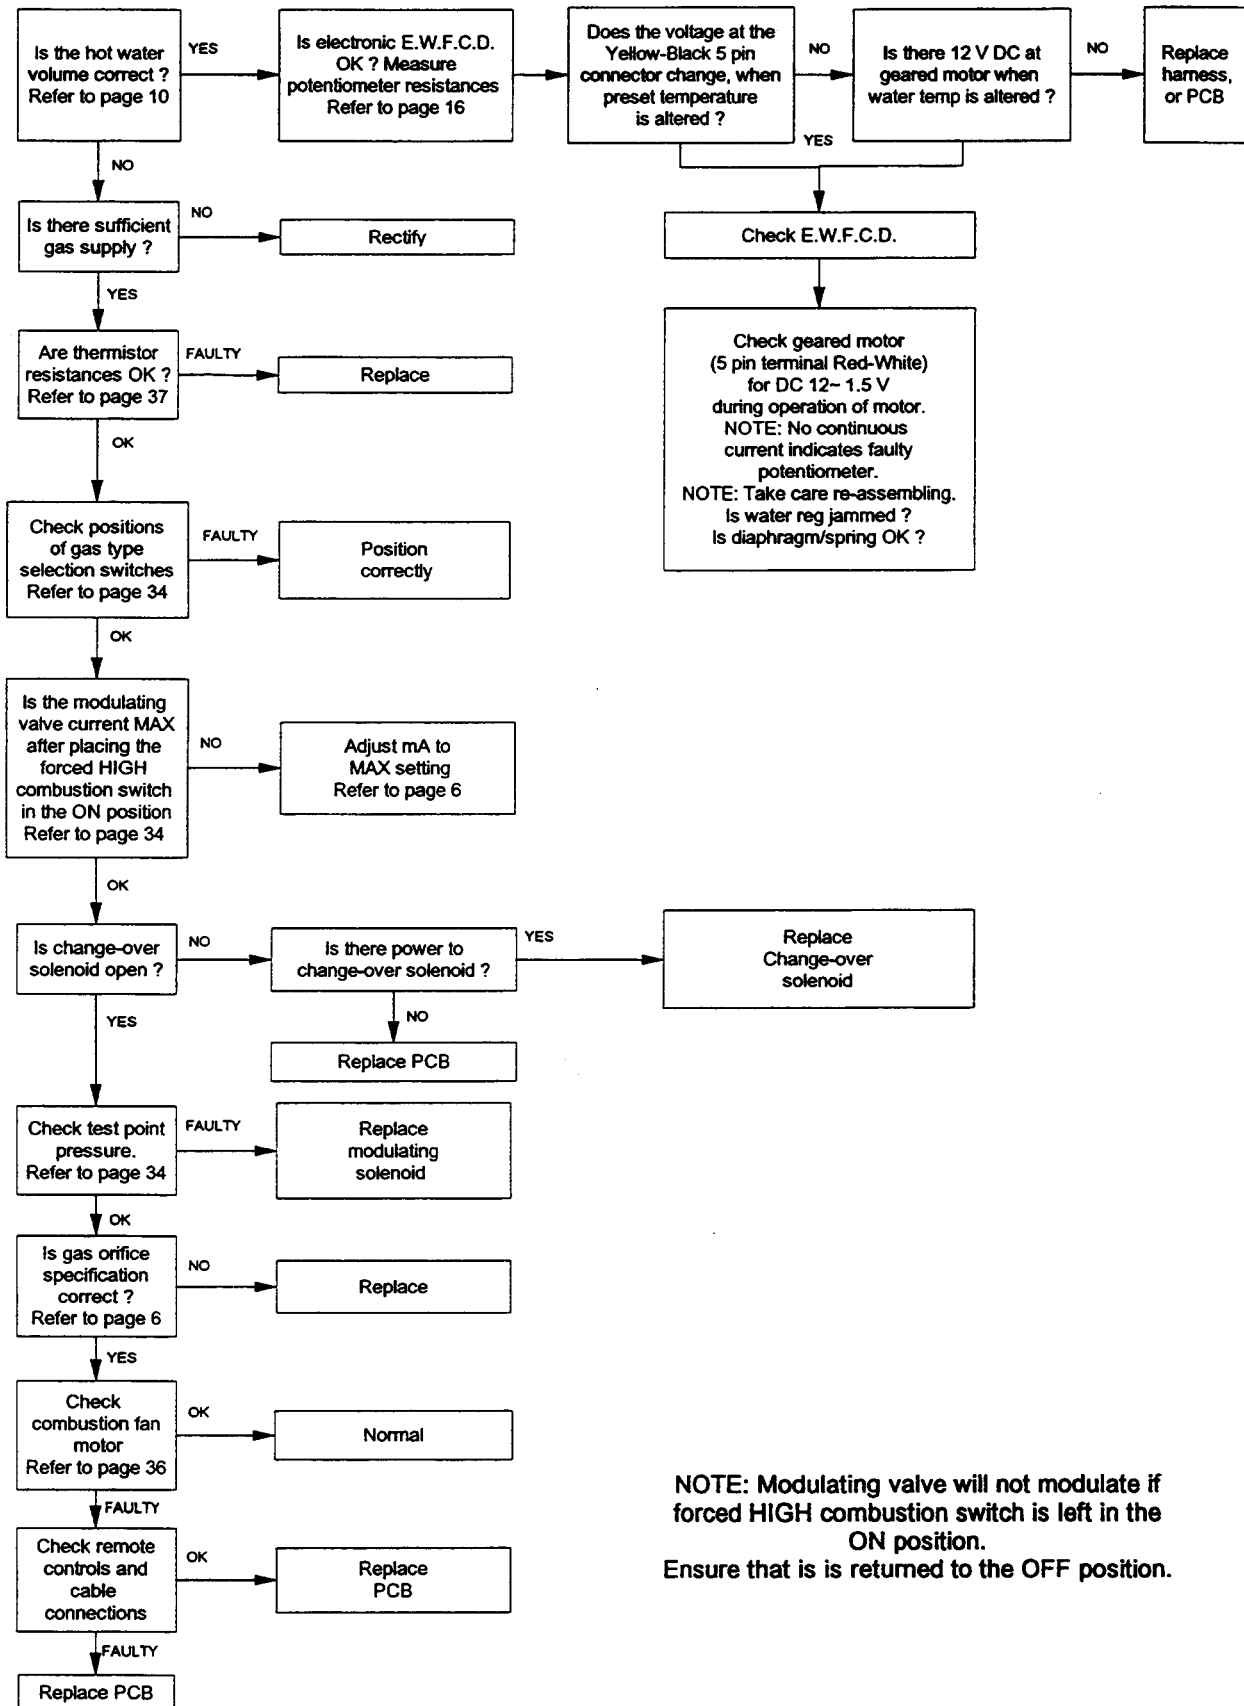 Is the hot water
volume correct ?
Refer to page 10
YES
Is electronic E.W.F.C.D.
OK ? Measure
potentiometer resistances
Refer to page 16
Does the voltage at the
Yellow-Black 5 pin
connector change, when
preset temperature
is altered ?
NO
Is there 12 V DC at
geared motor when
water temp is altered ?
NO
Replace
harness,
or PCB
YES
NO
Check E.W.F.C.D.
Check geared motor
(5 pin terminal Red-White)
for DC 12~ 1.5 V
during operation of motor.
NOTE: No continuous
current indicates faulty
potentiometer.
NOTE: Take care re-assembling.
Is water reg jammed ?
Is diaphragm/spring OK ?
Is there sufficient
gas supply ?
NO
Rectify
YES
Are thermistor
resistances OK ?
Refer to page 37
FAULTY
Replace
OK
Check positions
of gas type
selection switches
Refer to page 34
FAULTY
Position
correctly
OK
Is the modulating
valve current MAX
after placing the
forced HIGH
combustion switch
in the ON position
Refer to page 34
NO
Adjust mA to
MAX setting
Refer to page 6
OK
Is change-over
solenoid open ?
NO
Is there power to
change-over solenoid ?
YES
Replace
Change-over
solenoid
YES
NO
Replace PCB
Check test point
pressure.
Refer to page 34
FAULTY
Replace
modulating
solenoid
OK
Is gas orifice
specification
correct ?
Refer to page 6
NO
Replace
YES
Check
combustion fan
motor
Refer to page 36
OK
Normal
FAULTY
Check remote
controls and
cable
connections
OK
Replace
PCB
FAULTY
Replace PCB
NOTE: Modulating valve will not modulate if
forced HIGH combustion switch is left in the
ON position.
Ensure that is is returned to the OFF position.